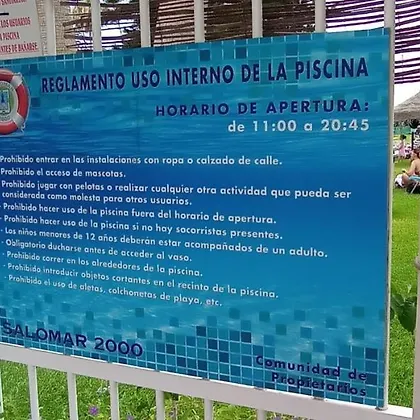 LOS USUARIOS
A PISCINA
ANTES DE BAÑARSE.
REGLAMENTO USO INTERNO DE LA PISCINA
HORARIO DE APERTURA:
de 11:00 a 20:45
Prohibido entrar en las instalaciones con ropa o calzado de calle.
Prohibido el acceso de mascotas.
Prohibido jugar con pelotas o realizar cualquier otra actividad que pueda ser
considerada como molesta para otros usuarios.
- Prohibido hacer uso de la piscina fuera del horario de apertura.
- Prohibido hacer uso de la piscina si no hay socorristas presentes.
- Los niños menores de 12 años deberán estar acompañados de un adulto.
- Obligatorio ducharse antes de acceder al vaso.
- Prohibido correr en los alrededores de la piscina.
- Prohibido introducir objetos cortantes en el recinto de la piscina.
- Prohibido el uso de aletas, colchonetas de playa, etc.
SALOMAR 2000
Comunidad de
Propietarios